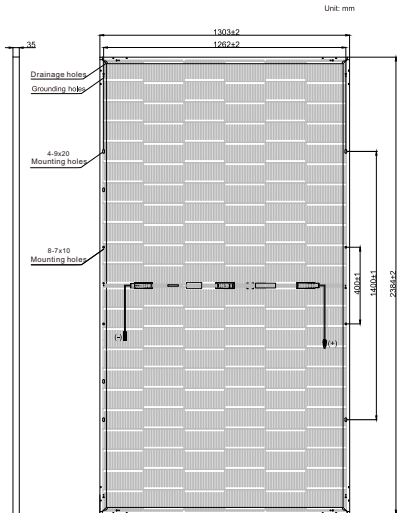 Unit: mm
1303±2
35
1262±2
Drainage holes
Grounding holes
4-9x20
Mounting holes
8-7x10
Mounting holes
400±1
1400±1
2384±2
(-)
(+)